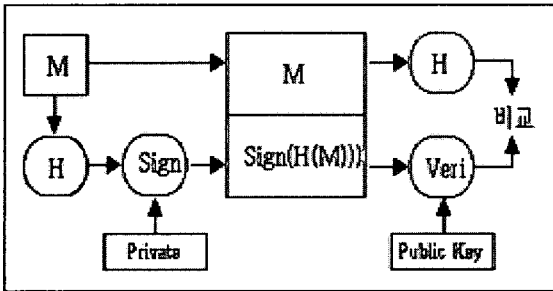 M
M
H
비교
H
Sign
Sign(H(M)))
Veri
Private
Public Key